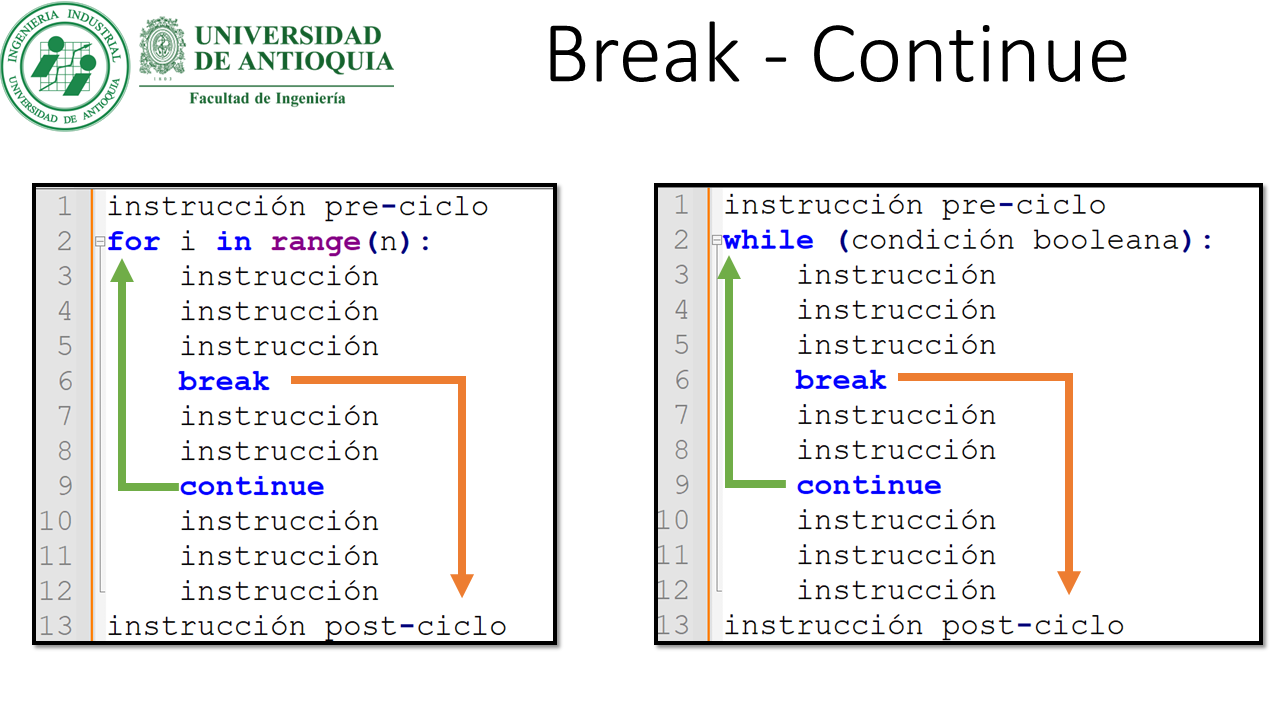 INGENIERIA INDUSTRIAL
UNIVERSIDAD DE ANTIOQUIA
UNIVERSIDAD
DE ANTIOQUIA
1803
Facultad de Ingeniería
Break - Continue
1 instrucción pre-ciclo
2 for i in range(n):
3 instrucción
4 instrucción
5 instrucción
6 break
7 instrucción
8 instrucción
9 continue
10 instrucción
11 instrucción
12 instrucción
13 instrucción post-ciclo
1 instrucción pre-ciclo
2 while (condición booleana):
3 instrucción
4 instrucción
5 instrucción
6 break
7 instrucción
8 instrucción
9 continue
10 instrucción
11 instrucción
12 instrucción
13 instrucción post-ciclo